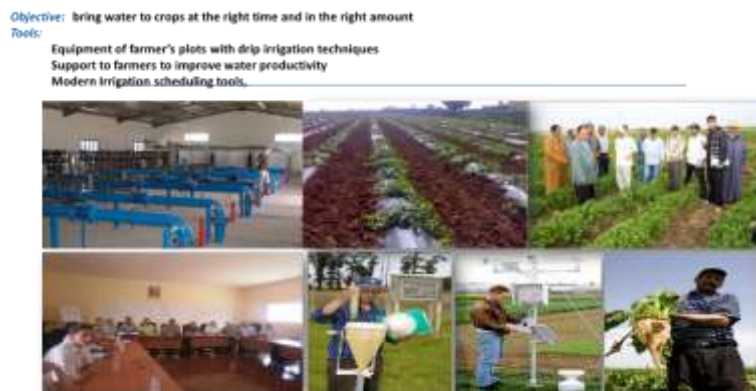 Objective: bring water to crops at the right time and in the right amount
Tools:
Equipment of farmer's plots with drip irrigation techniques
Support to farmers to improve water productivity
Modern Irrigation scheduling tools,